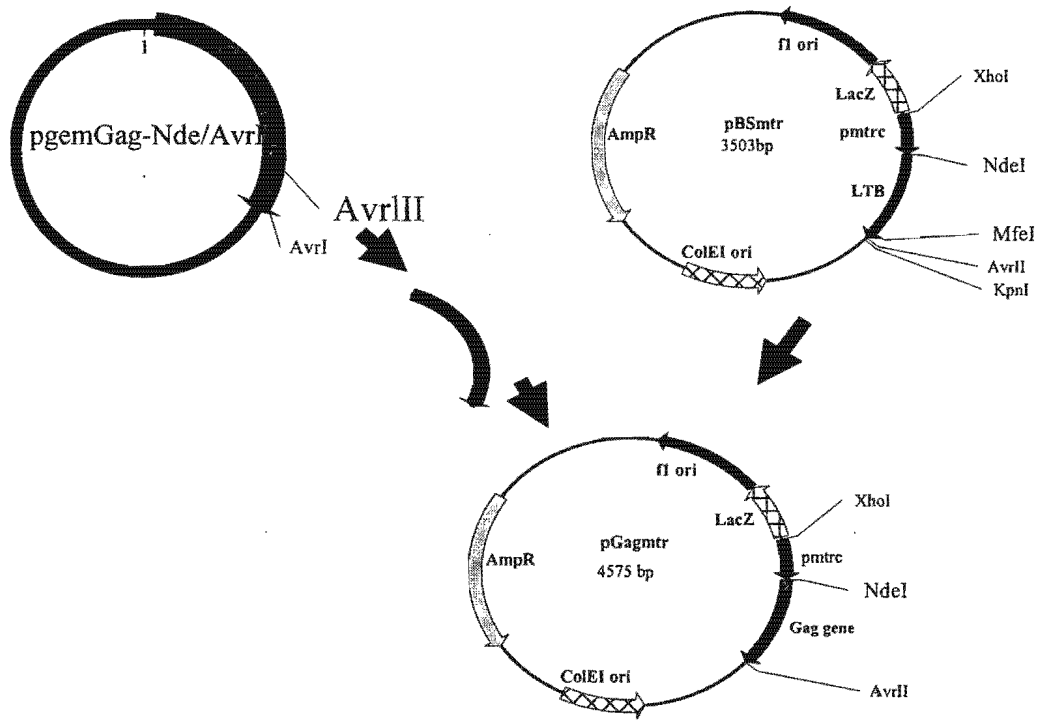 1
pgemGag-Nde/AvrI
AvrlII
AvrI
f1 ori
LacZ
XhoI
pmtrc
NdeI
LTB
MfeI
AvrII
KpnI
ColEI ori
AmpR
pBSmtr
3503bp
f1 ori
LacZ
XhoI
pmtrc
NdeI
Gag gene
AvrII
ColEI ori
AmpR
pGagmtr
4575 bp